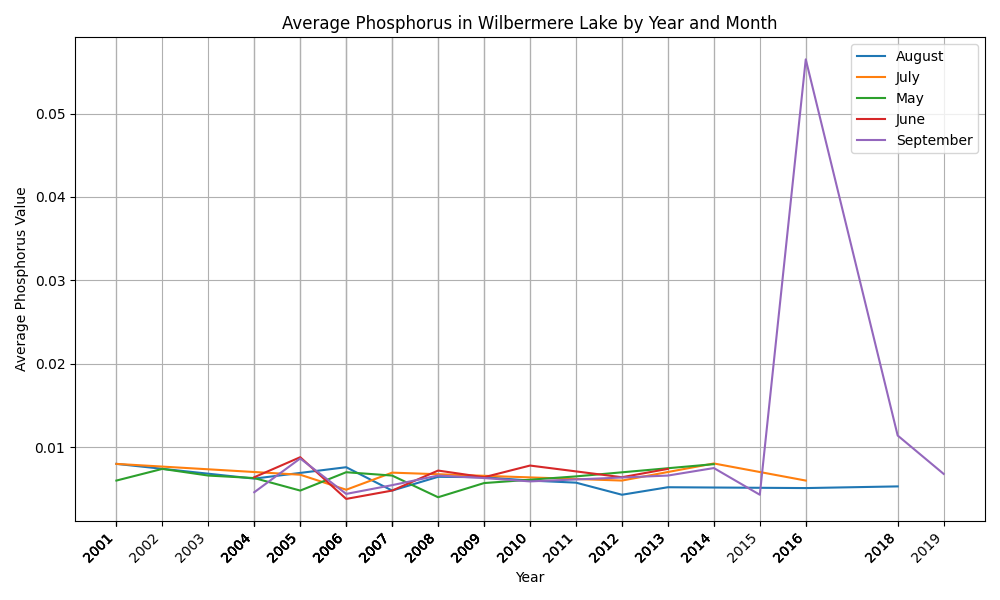 Average Phosphorus in Wilbermere Lake by Year and Month
August
July
May
June
September
Average Phosphorus Value
0.05
0.04
0.03
0.02
0.01
2001
2002
2003
2004
2005
2006
2007
2008
2009
2010
2011
2012
2013
2014
2015
2016
2018
2019
Year